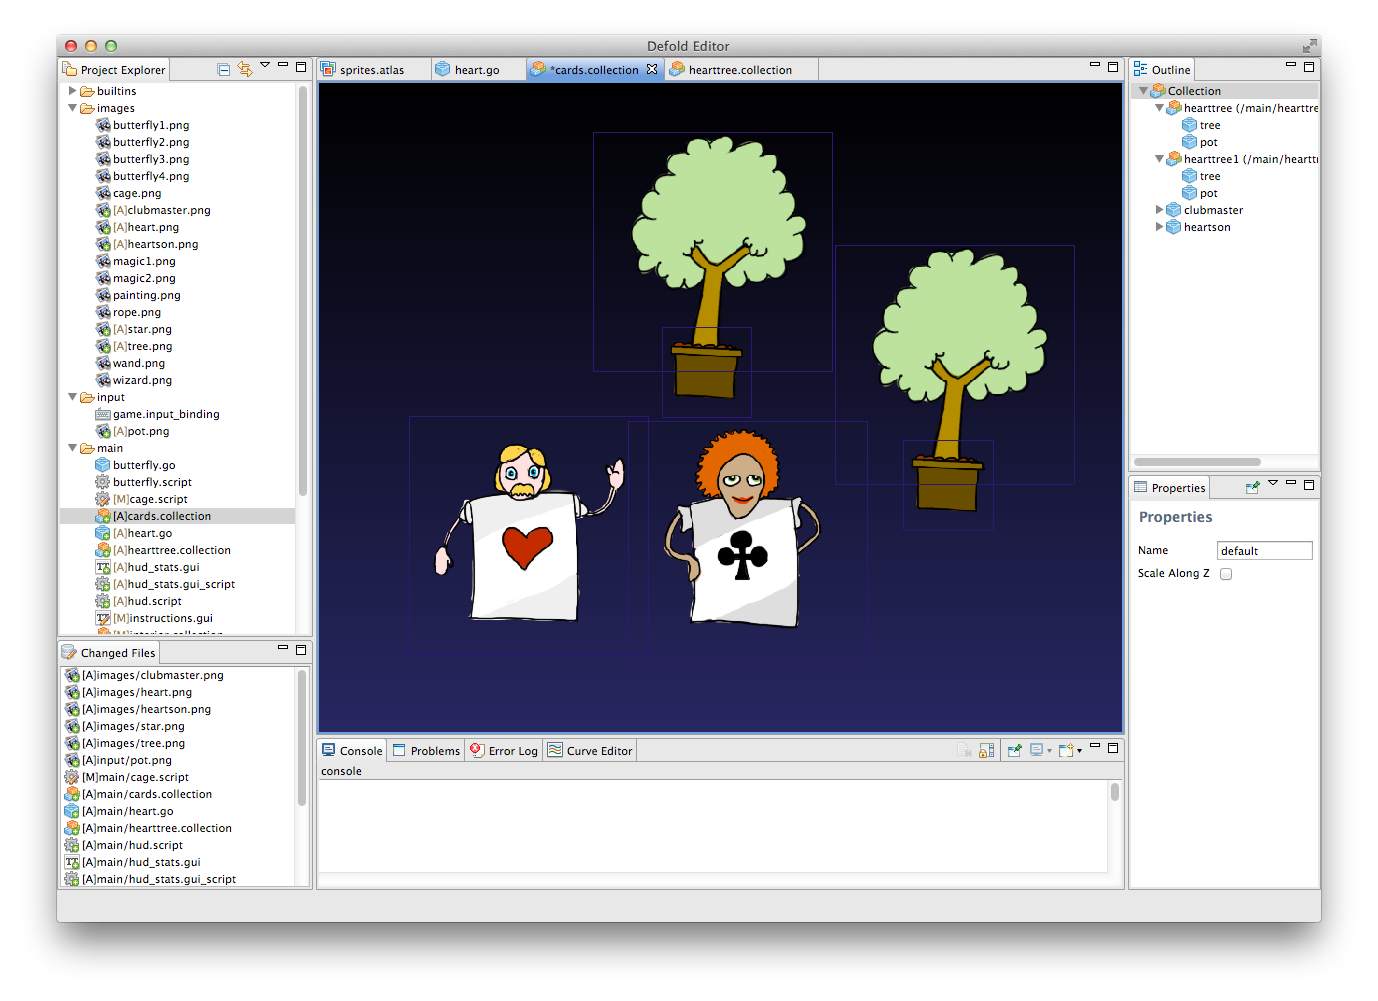 Defold Editor
Project Explorer
builtins
images
butterfly1.png
butterfly2.png
butterfly3.png
butterfly4.png
cage.png
[A]clubmaster.png
[A]heart.png
[A]heartson.png
magic1.png
magic2.png
painting.png
rope.png
[A]star.png
[A]tree.png
wand.png
wizard.png
input
game.input_binding
[A]pot.png
main
butterfly.go
butterfly.script
[M]cage.script
[A]cards.collection
[A]heart.go
[A]hearttree.collection
[A]hud_stats.gui
[A]hud_stats.gui_script
[A]hud.script
[M]instructions.gui
Changed Files
[A]images/clubmaster.png
[A]images/heart.png
[A]images/heartson.png
[A]images/star.png
[A]images/tree.png
[A]input/pot.png
[M]main/cage.script
[A]main/cards.collection
[A]main/heart.go
[A]main/hearttree.collection
[A]main/hud.script
[A]main/hud_stats.gui
[A]main/hud_stats.gui_script
sprites.atlas heart.go *cards.collection hearttree.collection
Console Problems Error Log Curve Editor
console
Outline
Collection
hearttree (/main/hearttre
tree
pot
hearttree1 (/main/heartt
tree
pot
clubmaster
heartson
Properties
Properties
Name default
Scale Along Z